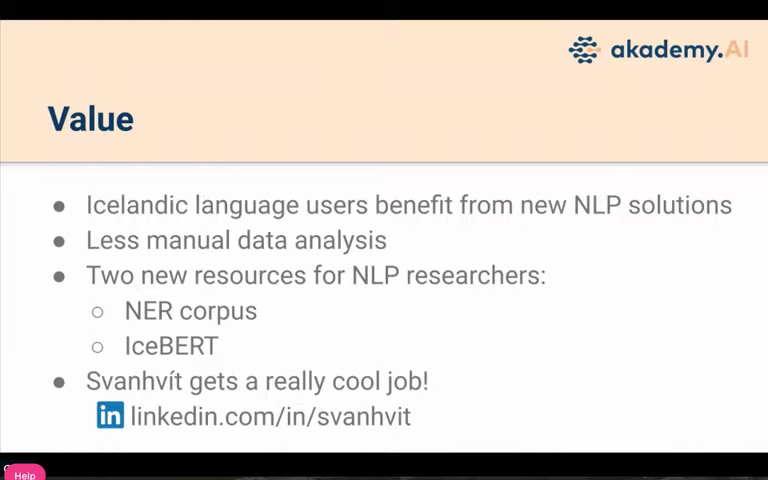 akademy.AI
Value
● Icelandic language users benefit from new NLP solutions
● Less manual data analysis
● Two new resources for NLP researchers:
○ NER corpus
○ IceBERT
● Svanhvít gets a really cool job!
in linkedin.com/in/svanhvit
Help